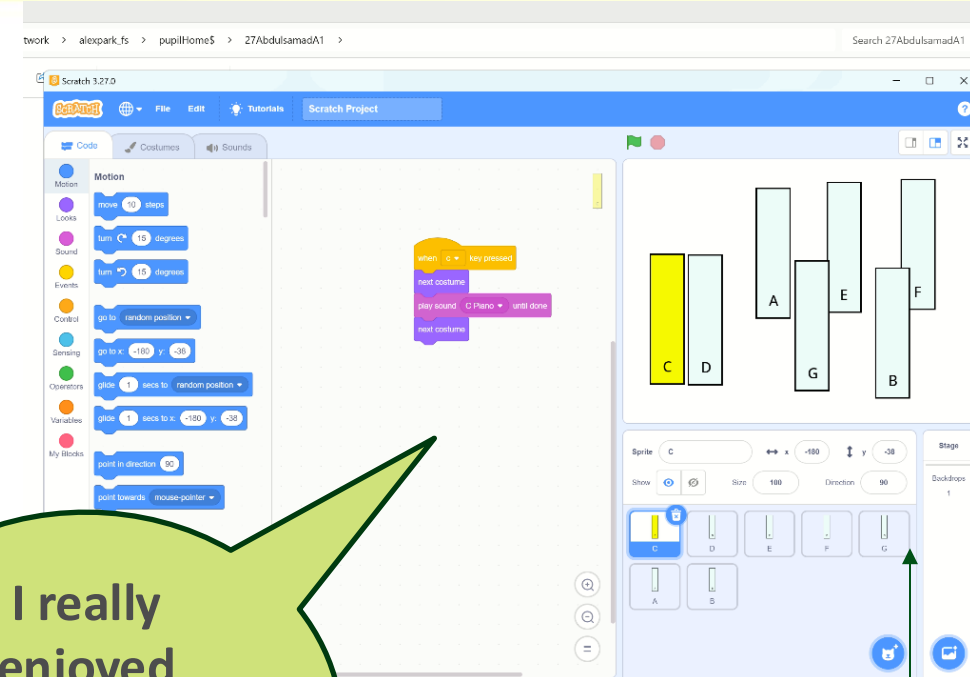 twork > alexpark_fs > pupilHome$ > 27AbdulsamadA1 >
Search 27AbdulsamadA1
Scratch 3.27.0
SCRATCH
File Edit Tutorials Scratch Project
Code Costumes Sounds
Motion
Looks
Sound
Events
Control
Sensing
Operators
Variables
My Blocks
Motion
move 10 steps
turn 15 degrees
turn 15 degrees
go to random position
go to x: -180 y: -38
glide 1 secs to random position
glide 1 secs to x: -180 y: -38
point in direction 90
point towards mouse-pointer
when c key pressed
next costume
play sound C Piano until done
next costume
C
D
A
G
E
B
F
Sprite C x -180 y -38
Show Size 100 Direction 90
C
D
E
F
G
A
B
Stage
Backdrops
1
I really
enjoyed